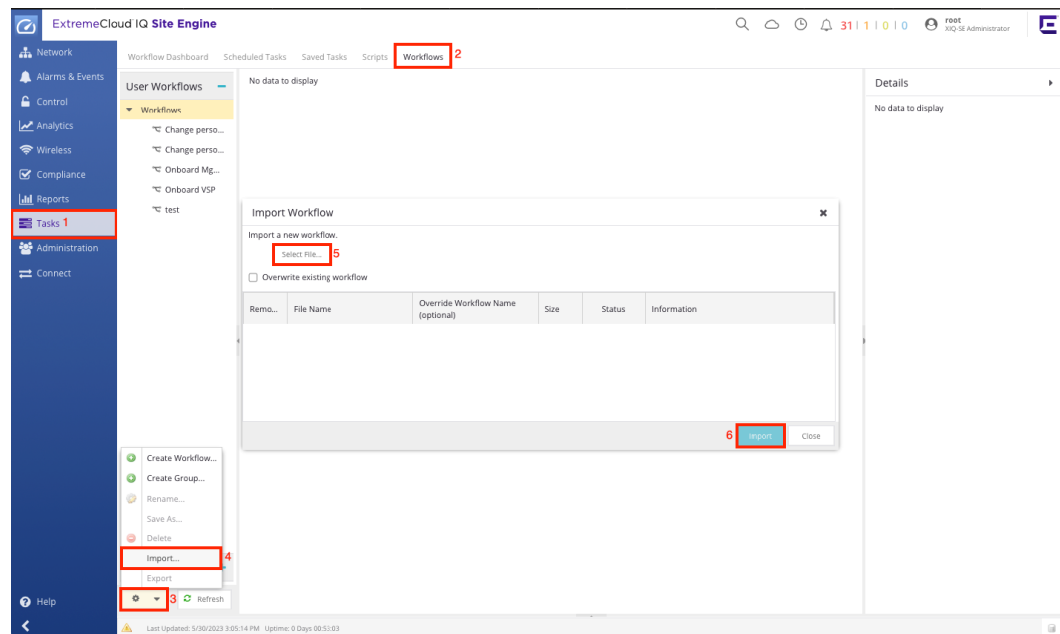 ExtremeCloud IQ Site Engine
31 | 1 | 0 | 0
root
XIQ-SE Administrator
Network
Alarms & Events
Control
Analytics
Wireless
Compliance
Reports
Tasks 1
Administration
Connect
Help
Workflow Dashboard Scheduled Tasks Saved Tasks Scripts Workflows 2
User Workflows
Workflows
Change perso...
Change perso...
Onboard Mg...
Onboard VSP
test
No data to display
Details
No data to display
Import Workflow
Import a new workflow.
Select File... 5
Overwrite existing workflow
Remo... File Name Override Workflow Name (optional) Size Status Information
6 Import Close
Create Workflow...
Create Group...
Rename...
Save As...
Delete
Import... 4
Export
3 Refresh
Last Updated: 5/30/2023 3:05:14 PM Uptime: 0 Days 00:53:03